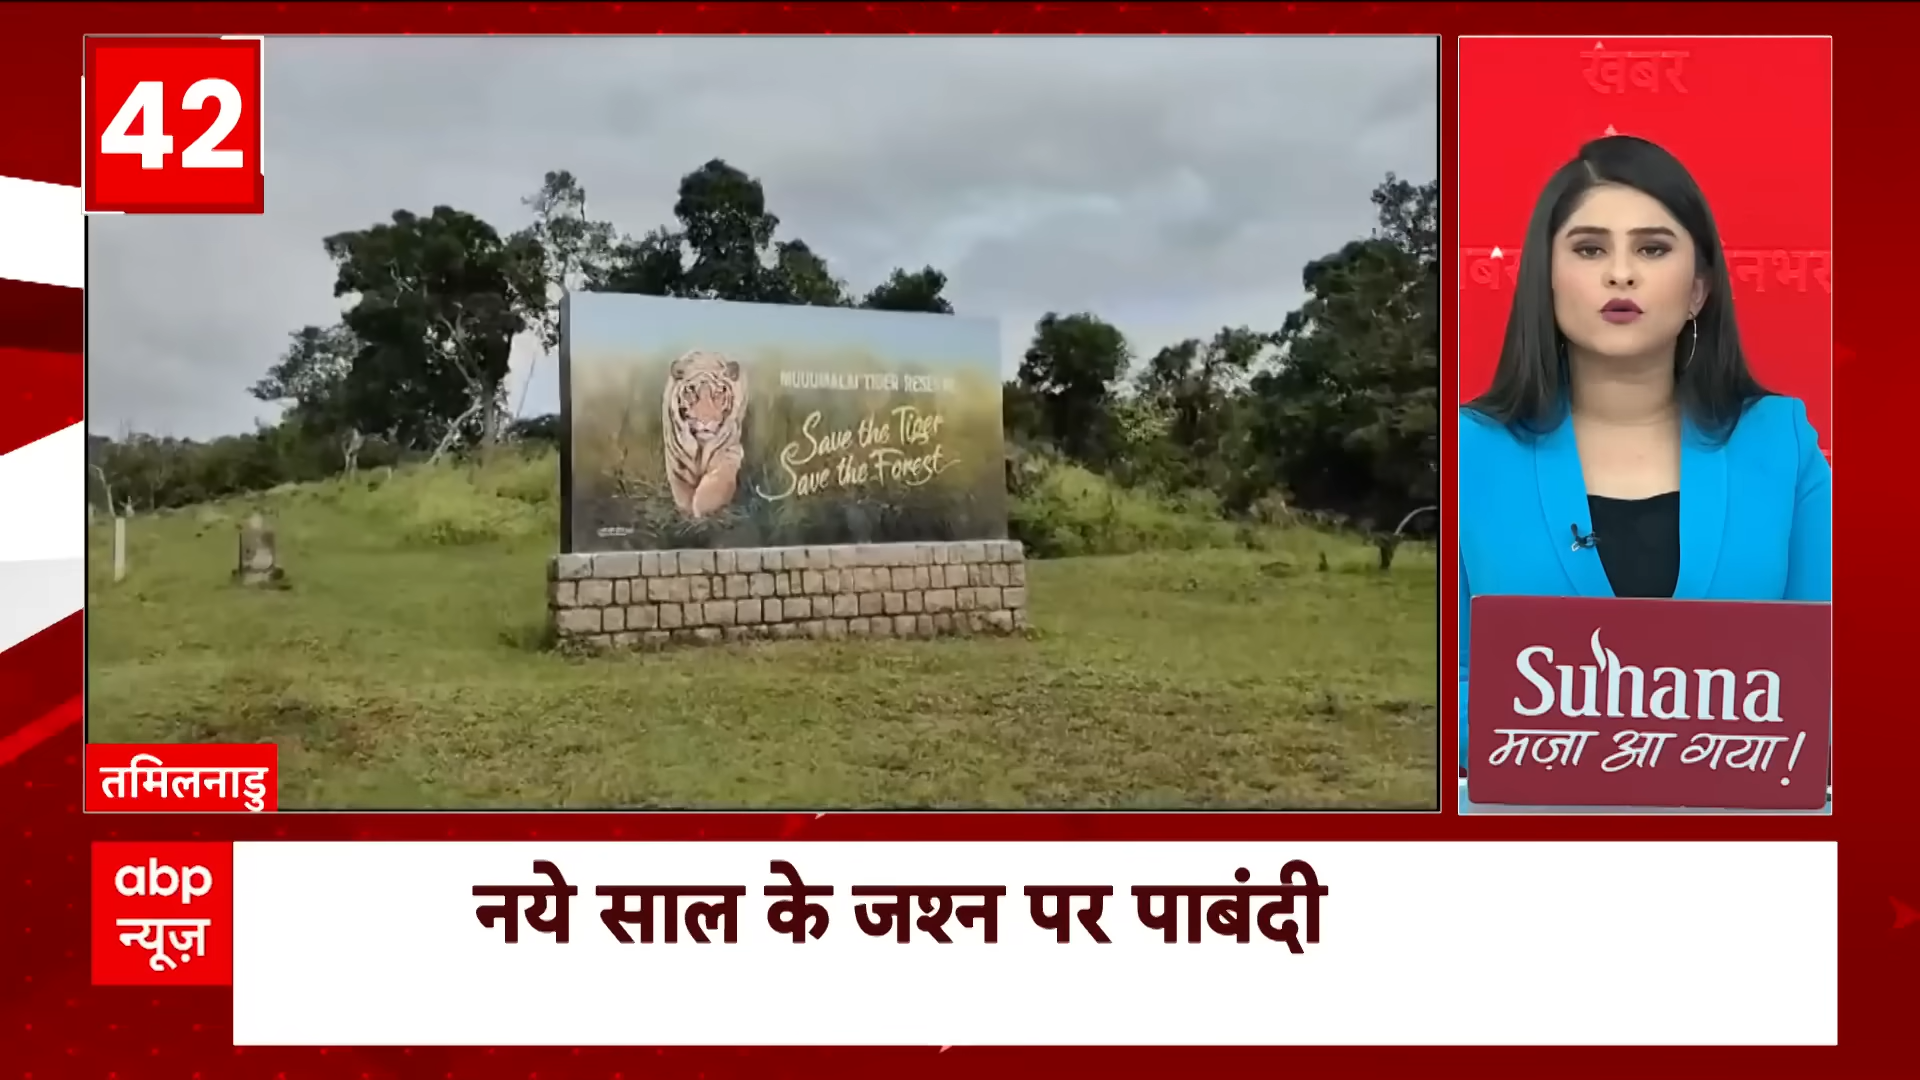 42
खबर
MUDUMALAI TIGER RESERVE
Save the Tiger
Save the Forest
तमिलनाडु
Suhana
मज़ा आ गया!
abp
न्यूज़
नये साल के जश्न पर पाबंदी